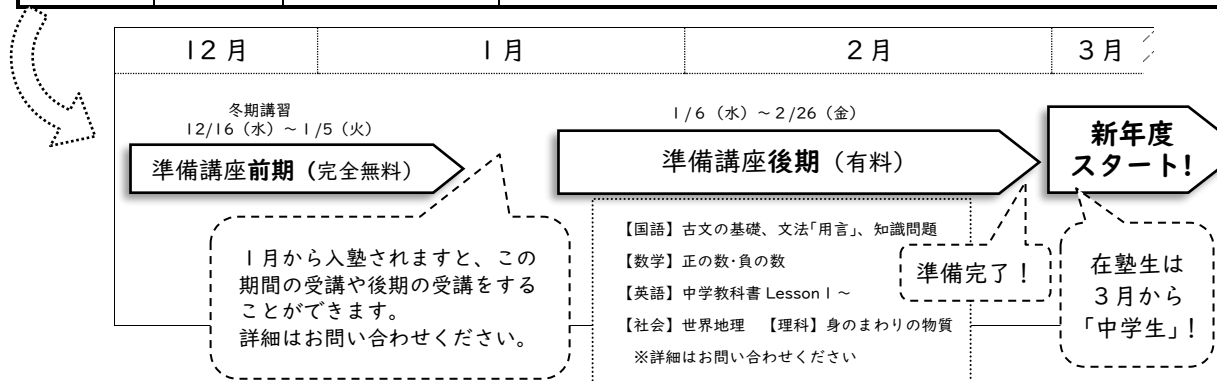 12月 1月 2月 3月
冬期講習
12/16（水）～1/5（火）
準備講座前期（完全無料）
1月から入塾されますと、この
期間の受講や後期の受講をする
ことができます。
詳細はお問い合わせください。
1/6（水）～2/26（金）
準備講座後期（有料）
【国語】古文の基礎、文法「用言」、知識問題
【数学】正の数・負の数
【英語】中学教科書 Lesson1～
【社会】世界地理 【理科】身のまわりの物質
※詳細はお問い合わせください
準備完了！
新年度
スタート！
在塾生は
3月から
「中学生」！